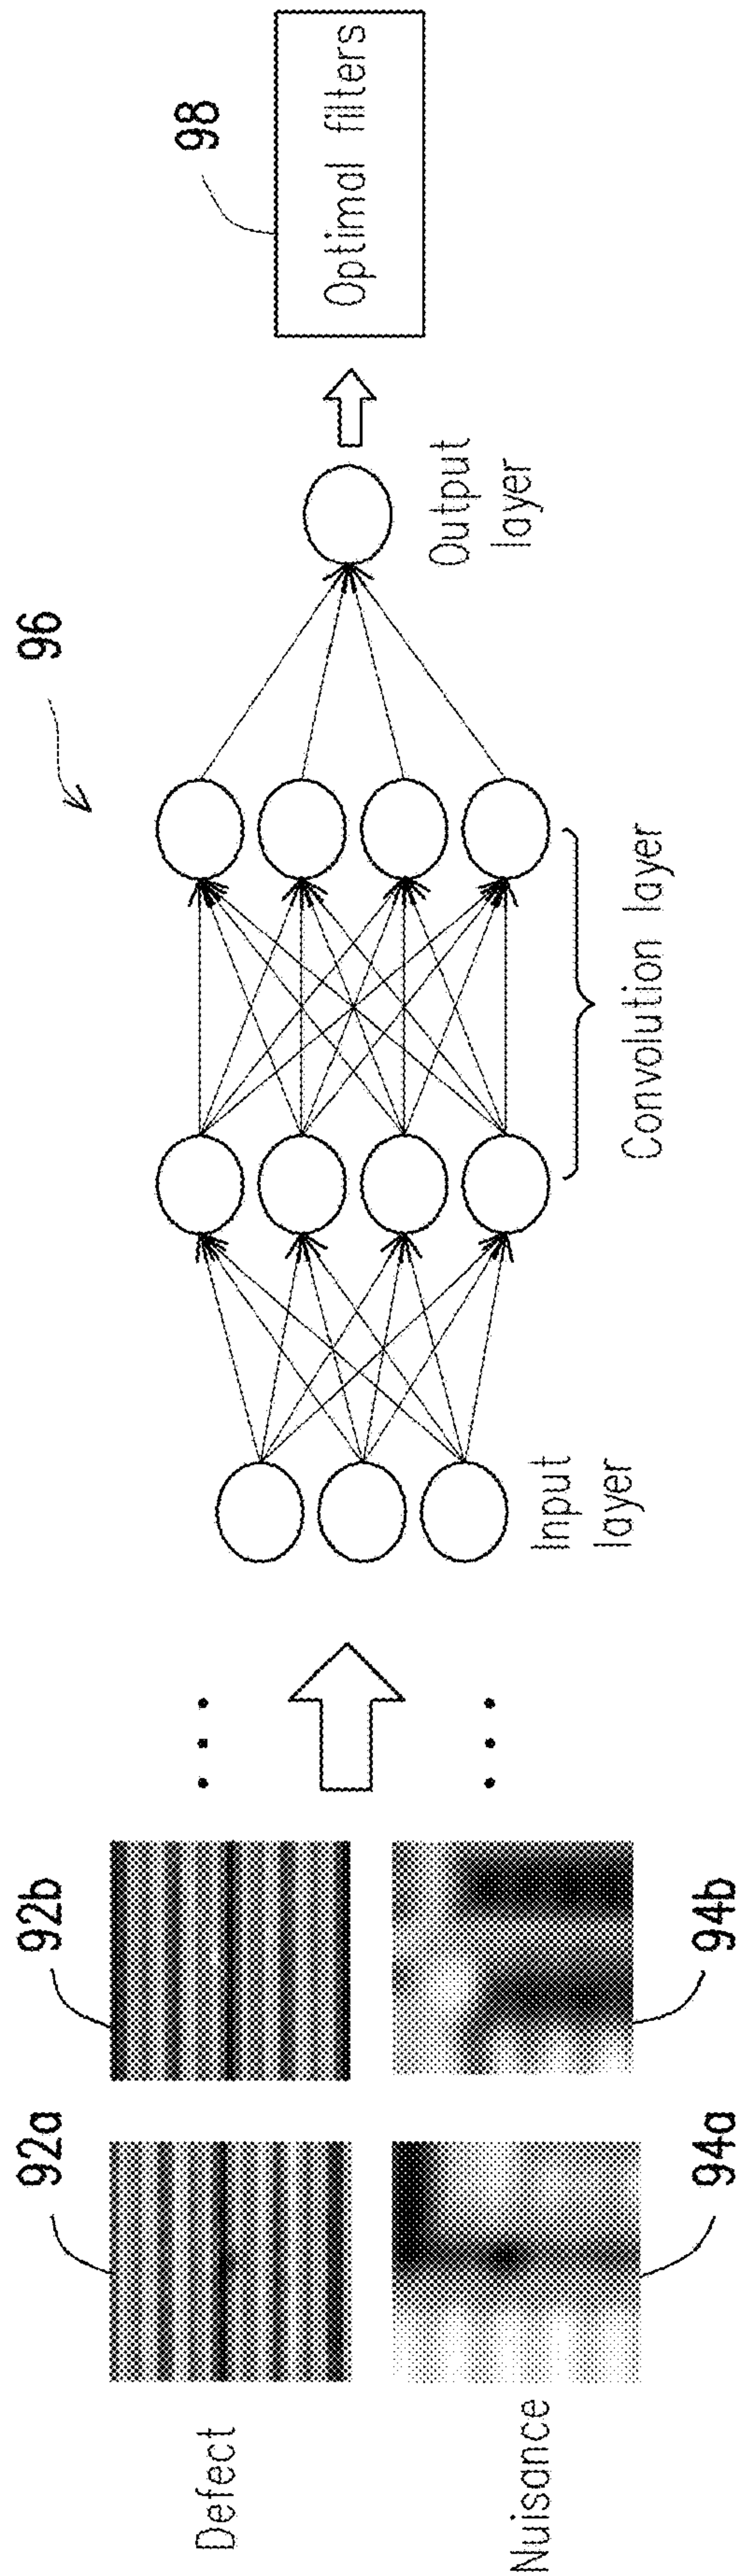 Defect
92a
92b
Nuisance
94a
94b
Input
layer
Convolution layer
96
Output
layer
98
Optimal filters